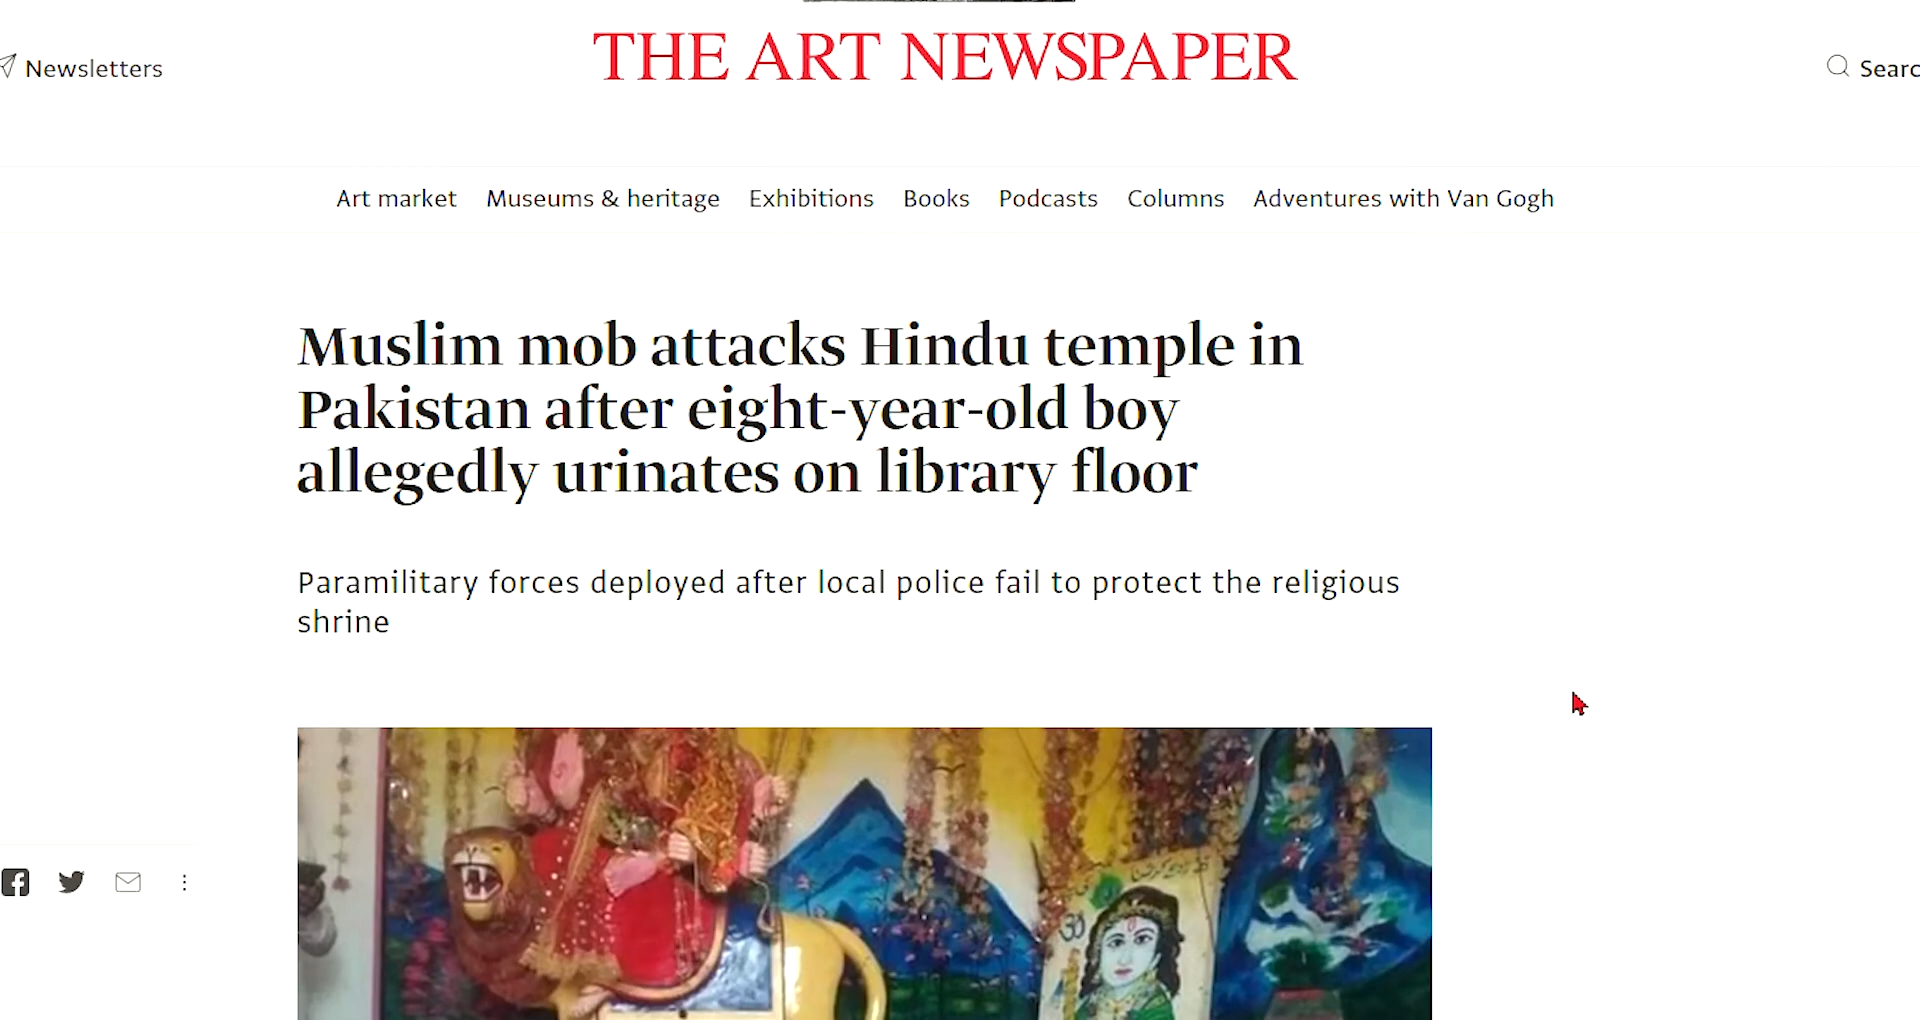 THE ART NEWSPAPER
Newsletters
Searc
Art market Museums & heritage Exhibitions Books Podcasts Columns Adventures with Van Gogh
Muslim mob attacks Hindu temple in
Pakistan after eight-year-old boy
allegedly urinates on library floor
Paramilitary forces deployed after local police fail to protect the religious
shrine
ॐ